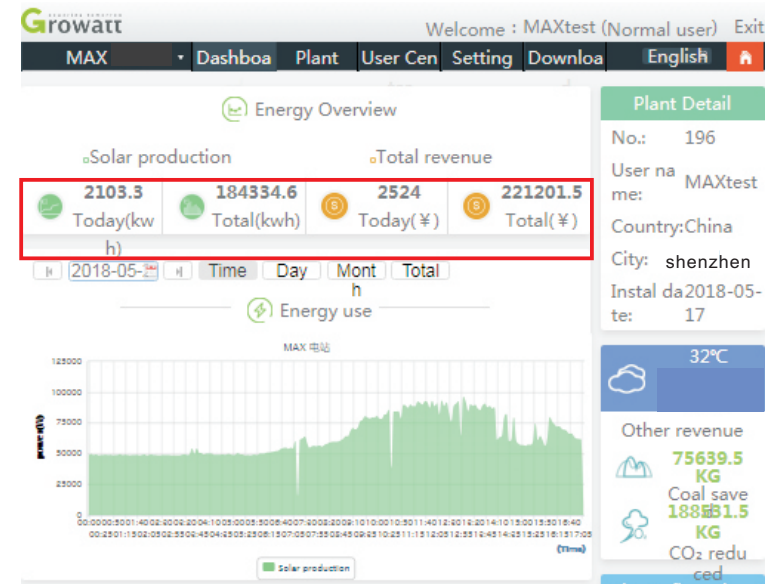 Growatt
Welcome : MAXtest (Normal user) Exit
MAX Dashboa Plant User Cen Setting Downloa English
Energy Overview
Solar production Total revenue
2103.3 184334.6 2524 221201.5
Today(kw Total(kwh) Today(¥) Total(¥)
h)
2018-05- Time Day Mont Total
h
Energy use
MAX 电站
125000
100000
75000
50000
25000
0
(Time)
Solar production
Plant Detail
No.: 196
User na MAXtest
me:
Country:China
City: shenzhen
Instal da2018-05-
te: 17
32℃
Other revenue
75639.5
KG
Coal save
d
188531.5
KG
CO₂ redu
ced